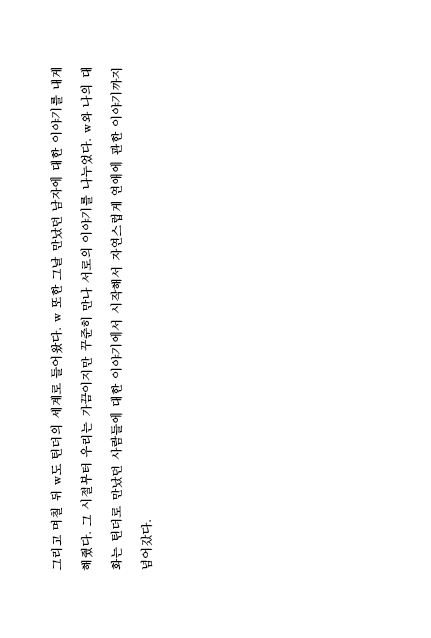 그리고 며칠 뒤 w도 틴더의 세계로 들어왔다. w 또한 그날 만났던 남자에 대한 이야기를 내게
해줬다. 그 시절부터 우리는 가끔이지만 꾸준히 만나 서로의 이야기를 나누었다. w와 나의 대
화는 틴더로 만났던 사람들에 대한 이야기에서 시작해서 자연스럽게 연애에 관한 이야기까지
넘어갔다.